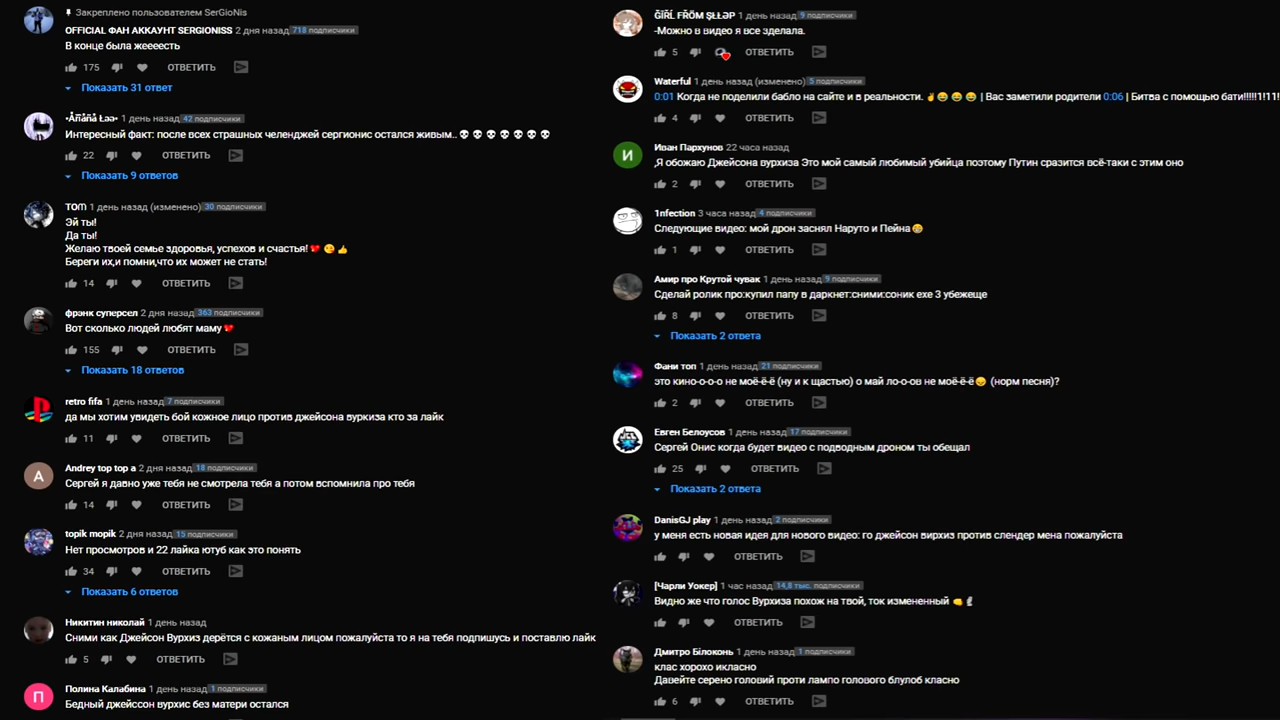 Закреплено пользователем SerGioNis
OFFICIAL ФАН АККАУНТ SERGIONISS 2 дня назад 718 подписчики
В конце была жеееесть
175 ОТВЕТИТЬ
Показать 31 ответ
•Åñåñå Łаə• 1 день назад 42 подписчики
Интересный факт: после всех страшных челенджей сергионис остался живым..💀💀💀💀💀💀💀
22 ОТВЕТИТЬ
Показать 9 ответов
TOM 1 день назад (изменено) 30 подписчики
Эй ты!
Да ты!
Желаю твоей семье здоровья, успехов и счастья!💖😘👍
Береги их,и помни,что их может не стать!
14 ОТВЕТИТЬ
фрэнк суперсел 2 дня назад 363 подписчики
Вот сколько людей любят маму💖
155 ОТВЕТИТЬ
Показать 18 ответов
retro fifa 1 день назад 7 подписчики
да мы хотим увидеть бой кожное лицо против джейсона вуркиза кто за лайк
11 ОТВЕТИТЬ
A
Andrey top top a 2 дня назад 18 подписчики
Сергей я давно уже тебя не смотрела тебя а потом вспомнила про тебя
14 ОТВЕТИТЬ
topik mopik 2 дня назад 15 подписчики
Нет просмотров и 22 лайка ютуб как это понять
34 ОТВЕТИТЬ
Показать 6 ответов
Никитин николай 1 день назад
Сними как Джейсон Вурхиз дерётся с кожаным лицом пожалуйста то я на тебя подпишусь и поставлю лайк
5 ОТВЕТИТЬ
П
Полина Калабина 1 день назад 1 подписчики
Бедный джейссон вурхис без матери остался
ĞĪŔĹ FŔÖM ŞŁŁƏP 1 день назад 9 подписчики
-Можно в видео я все зделала.
5 ОТВЕТИТЬ
Waterful 1 день назад (изменено) 5 подписчики
0:01 Когда не поделили бабло на сайте и в реальности.✌😂😂😂 | Вас заметили родители 0:06 | Битва с помощью бати!!!!!1!11!
4 ОТВЕТИТЬ
И
Иван Пархунов 22 часа назад
,Я обожаю Джейсона вурхиза Это мой самый любимый убийца поэтому Путин сразится всё-таки с этим оно
2 ОТВЕТИТЬ
1nfection 3 часа назад 4 подписчики
Следующие видео: мой дрон заснял Наруто и Пейна😂
1 ОТВЕТИТЬ
Амир про Крутой чувак 1 день назад 9 подписчики
Сделай ролик про:купил папу в даркнет:сними:соник ехе 3 убежеще
8 ОТВЕТИТЬ
Показать 2 ответа
Фани топ 1 день назад 21 подписчики
это кино-о-о-о не моё-ё-ё (ну и к щастью) о май ло-о-ов не моё-ё-ё😄 (норм песня)?
2 ОТВЕТИТЬ
Евген Белоусов 1 день назад 17 подписчики
Сергей Онис когда будет видео с подводным дроном ты обещал
25 ОТВЕТИТЬ
Показать 2 ответа
DanisGJ play 1 день назад 2 подписчики
у меня есть новая идея для нового видео: го джейсон вирхиз против слендер мена пожалуйста
ОТВЕТИТЬ
[Чарли Уокер] 1 час назад 14,8 тыс. подписчики
Видно же что голос Вурхиза похож на твой, ток измененный👊
ОТВЕТИТЬ
Дмитро Білоконь 1 день назад 1 подписчики
клас хорохо икласно
Давейте серено головий проти лампо голового блулоб класно
6 ОТВЕТИТЬ